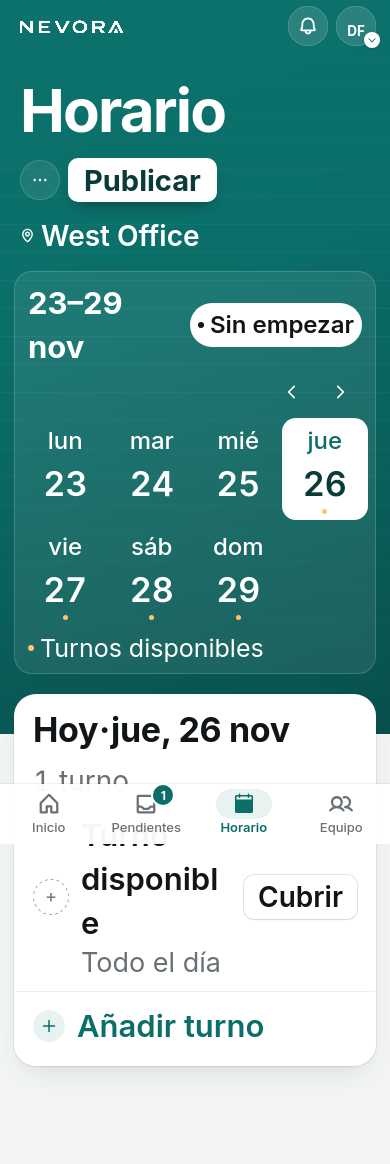 NEVORA
DF
Horario
Publicar
West Office
23–29
nov
Sin empezar
lun mar mié jue
23 24 25 26
vie sáb dom
27 28 29
Turnos disponibles
Hoy·jue, 26 nov
1 turno
1
Inicio Pendientes Horario Equipo
Turno
disponibl
e
Cubrir
Todo el día
Añadir turno